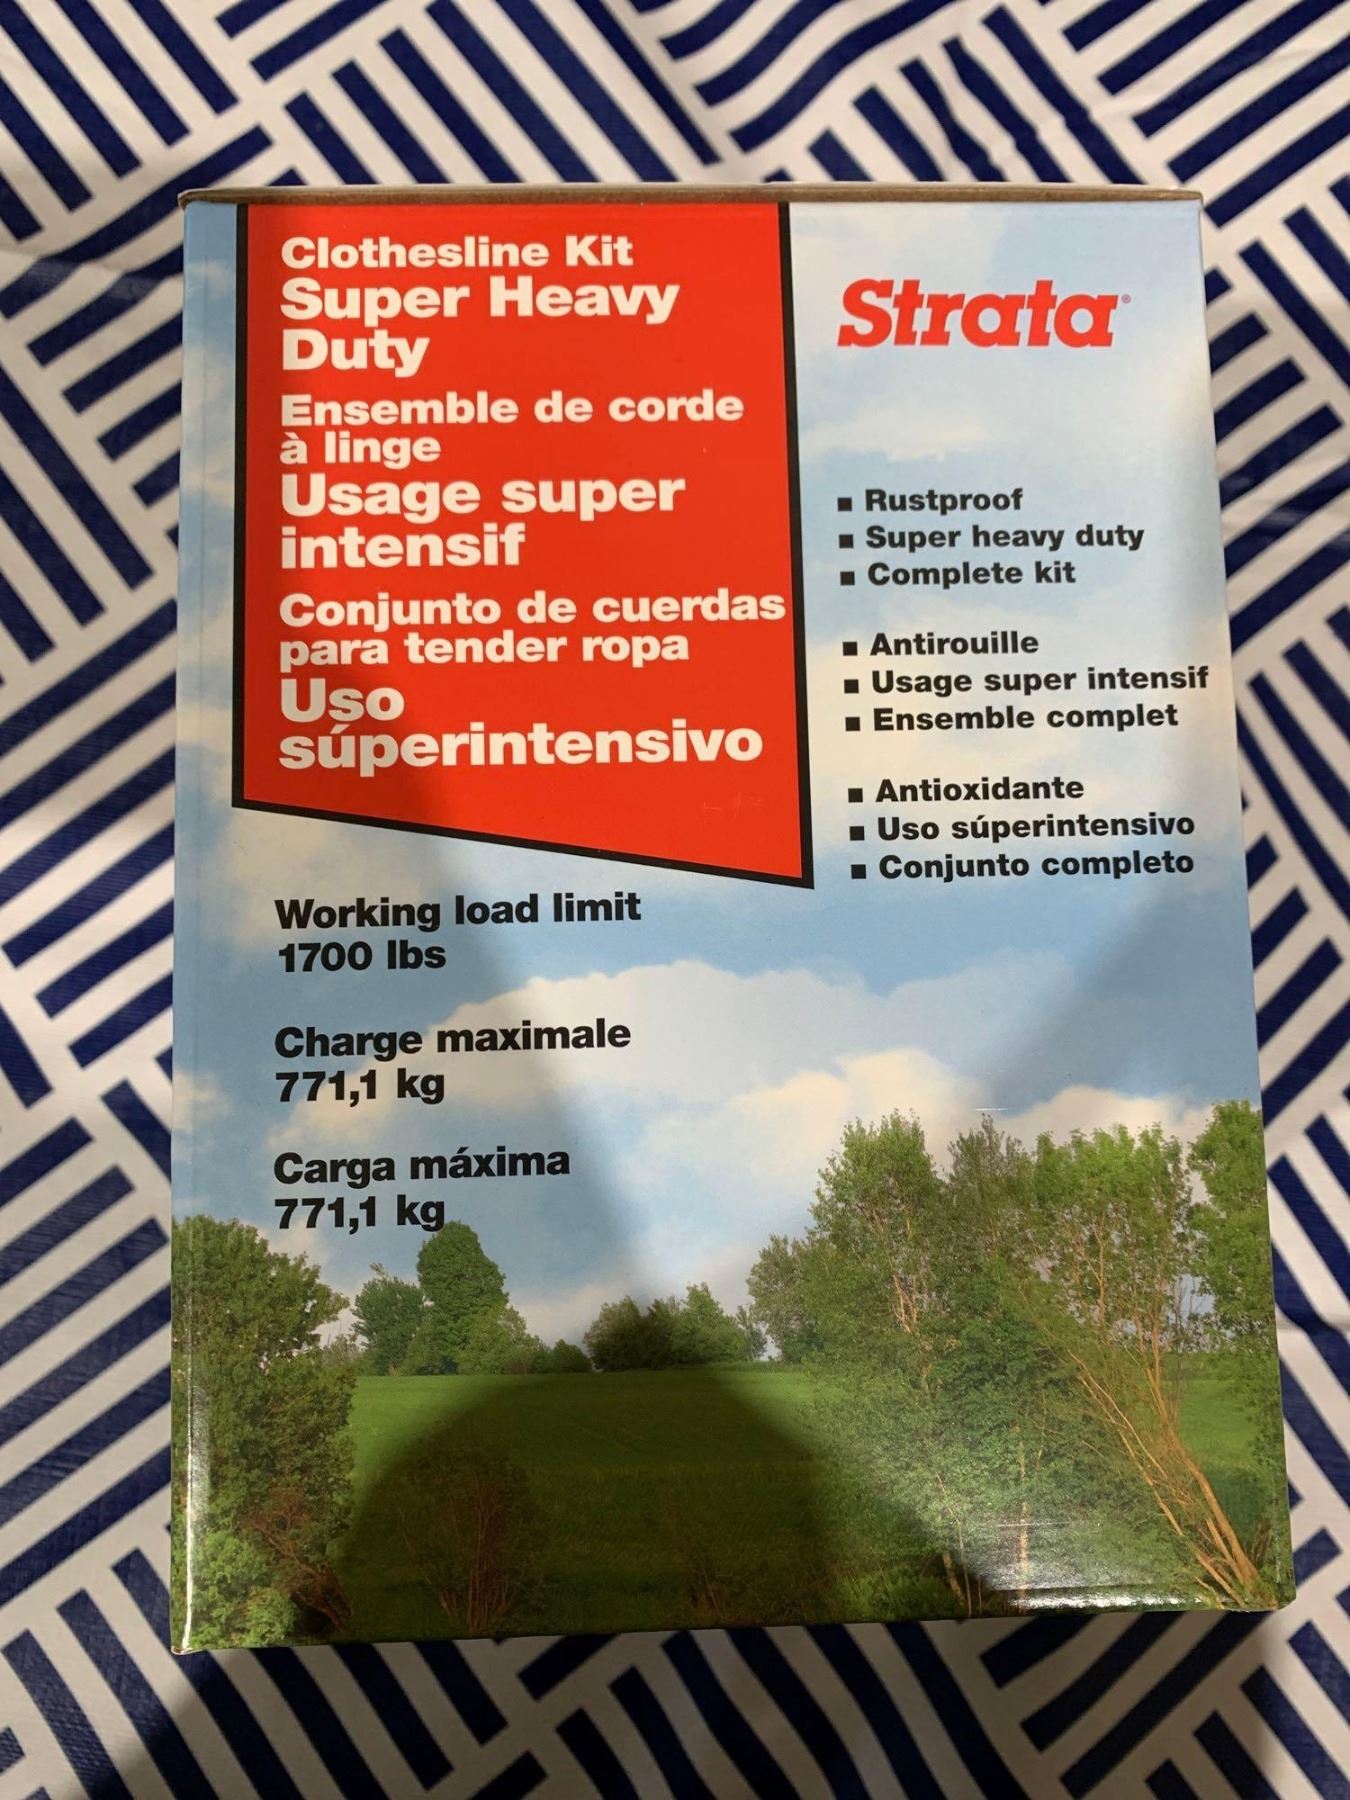 Clothesline Kit
Super Heavy
Duty
Ensemble de corde
à linge
Usage super
intensif
Conjunto de cuerdas
para tender ropa
Uso
súperintensivo
Strata®
▪ Rustproof
▪ Super heavy duty
▪ Complete kit
▪ Antirouille
▪ Usage super intensif
▪ Ensemble complet
▪ Antioxidante
▪ Uso súperintensivo
▪ Conjunto completo
Working load limit
1700 lbs
Charge maximale
771,1 kg
Carga máxima
771,1 kg